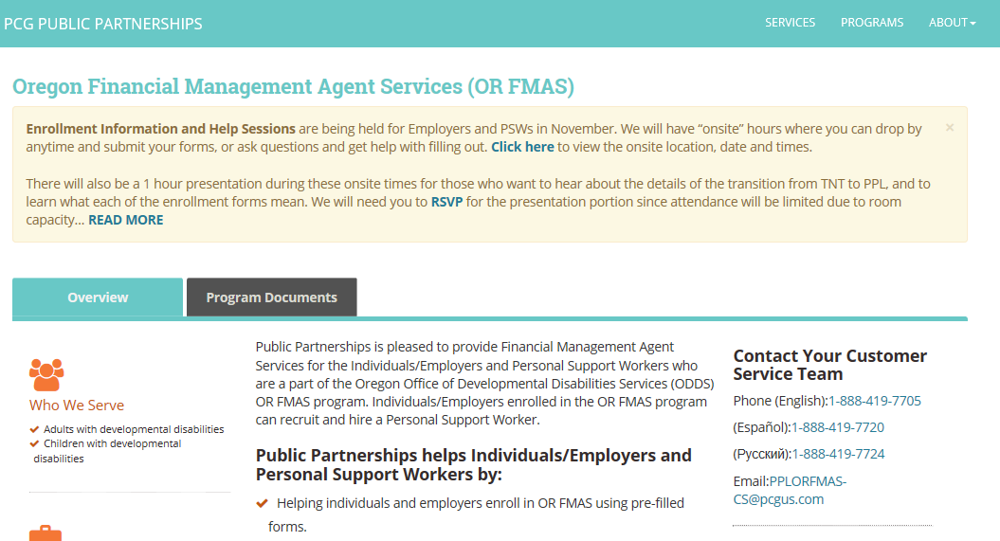 PCG PUBLIC PARTNERSHIPS
SERVICES PROGRAMS ABOUT
Oregon Financial Management Agent Services (OR FMAS)
Enrollment Information and Help Sessions are being held for Employers and PSWs in November. We will have “onsite” hours where you can drop by
anytime and submit your forms, or ask questions and get help with filling out. Click here to view the onsite location, date and times.
There will also be a 1 hour presentation during these onsite times for those who want to hear about the details of the transition from TNT to PPL, and to
learn what each of the enrollment forms mean. We will need you to RSVP for the presentation portion since attendance will be limited due to room
capacity... READ MORE
×
Overview
Program Documents
Who We Serve
Adults with developmental disabilities
Children with developmental
disabilities
Public Partnerships is pleased to provide Financial Management Agent
Services for the Individuals/Employers and Personal Support Workers who
are a part of the Oregon Office of Developmental Disabilities Services (ODDS)
OR FMAS program. Individuals/Employers enrolled in the OR FMAS program
can recruit and hire a Personal Support Worker.
Public Partnerships helps Individuals/Employers and
Personal Support Workers by:
Helping individuals and employers enroll in OR FMAS using pre-filled
forms.
Contact Your Customer
Service Team
Phone (English):1-888-419-7705
(Español):1-888-419-7720
(Русский):1-888-419-7724
Email:PPLORFMAS-
CS@pcgus.com